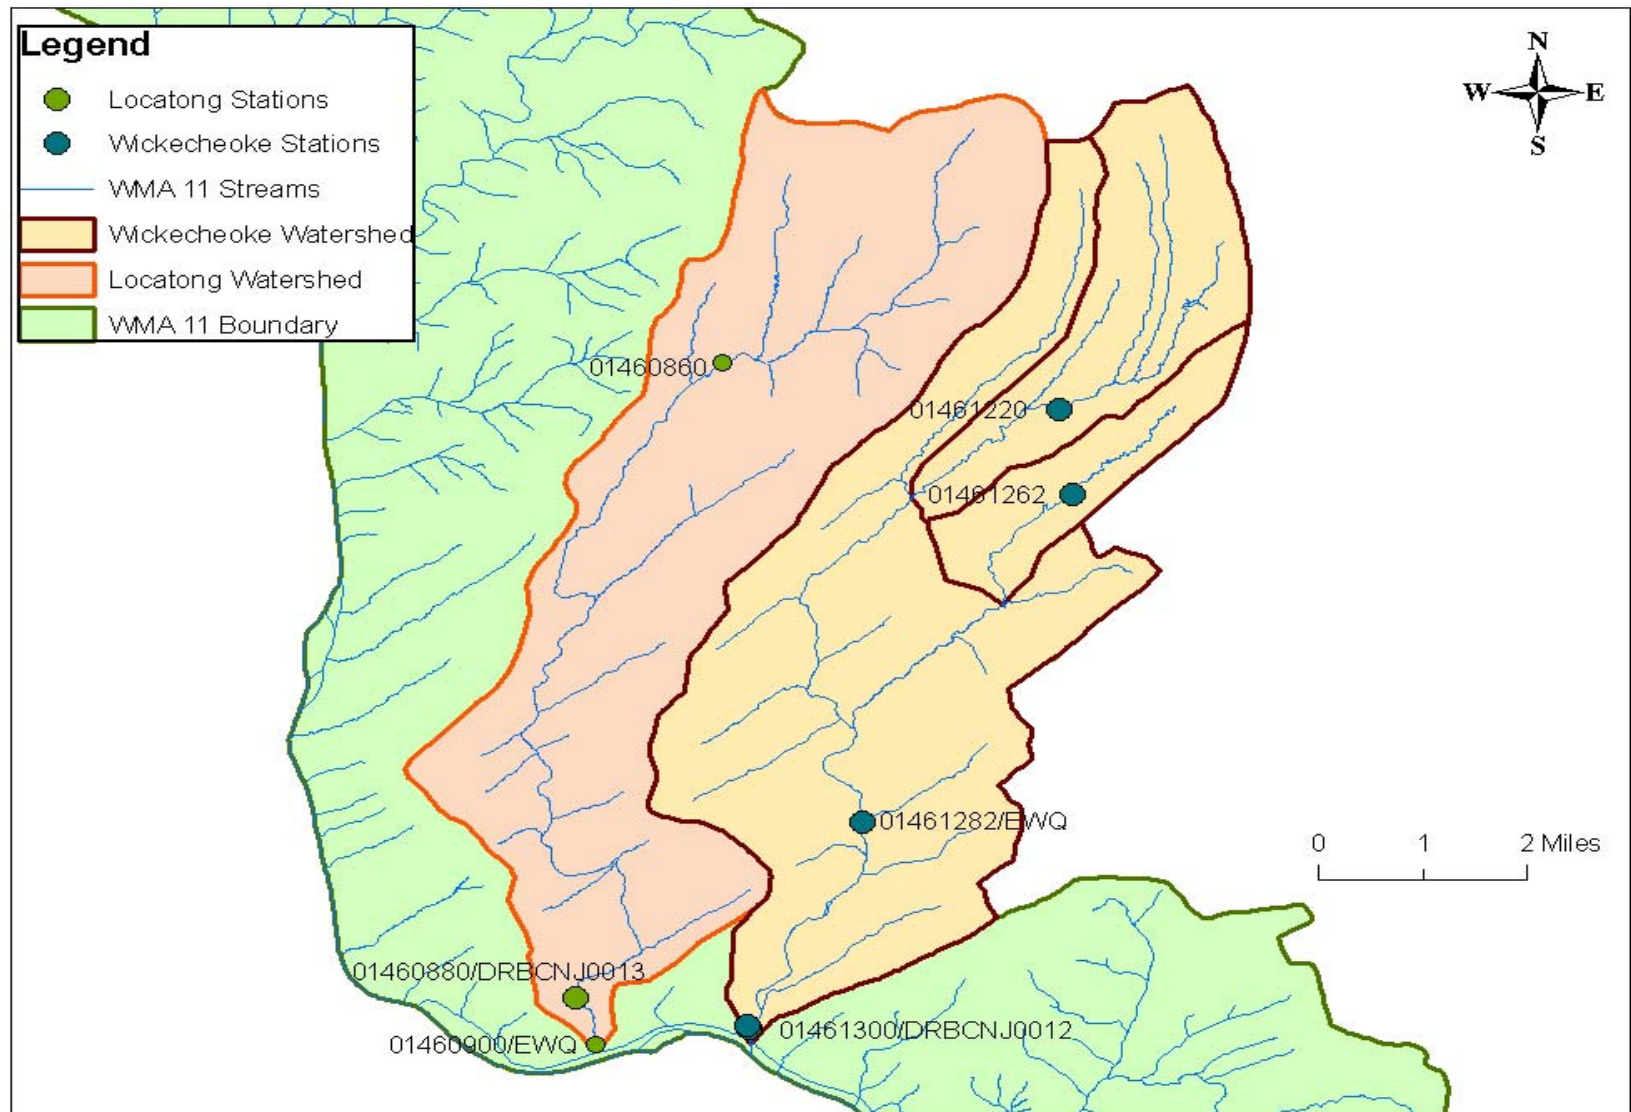 Legend
Locatong Stations
Wickecheoke Stations
WMA 11 Streams
Wickecheoke Watershed
Locatong Watershed
WMA 11 Boundary
N
W E
S
01460860
01461220
01461262
01461282/EWQ
0 1 2 Miles
01460880/DRBCNJ0013
01461300/DRBCNJ0012
01460900/EWQ